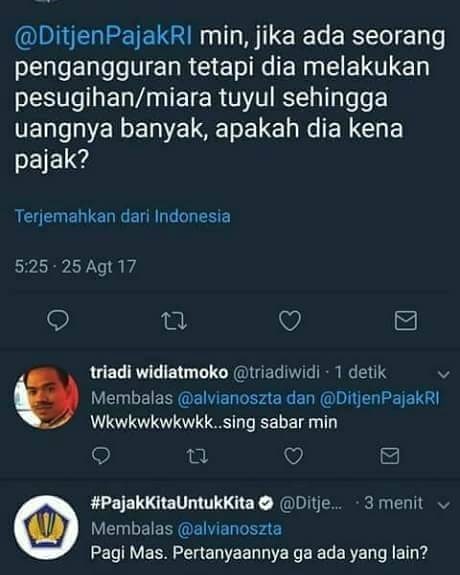 @DitjenPajakRI min, jika ada seorang
pengangguran tetapi dia melakukan
pesugihan/miara tuyul sehingga
uangnya banyak, apakah dia kena
pajak?
Terjemahkan dari Indonesia
5:25 · 25 Agt 17
triadi widiatmoko @triadiwidi · 1 detik
Membalas @alvianoszta dan @DitjenPajakRI
Wkwkwkwkwkk..sing sabar min
#PajakKitaUntukKita @Ditje... · 3 menit
Membalas @alvianoszta
Pagi Mas. Pertanyaannya ga ada yang lain?